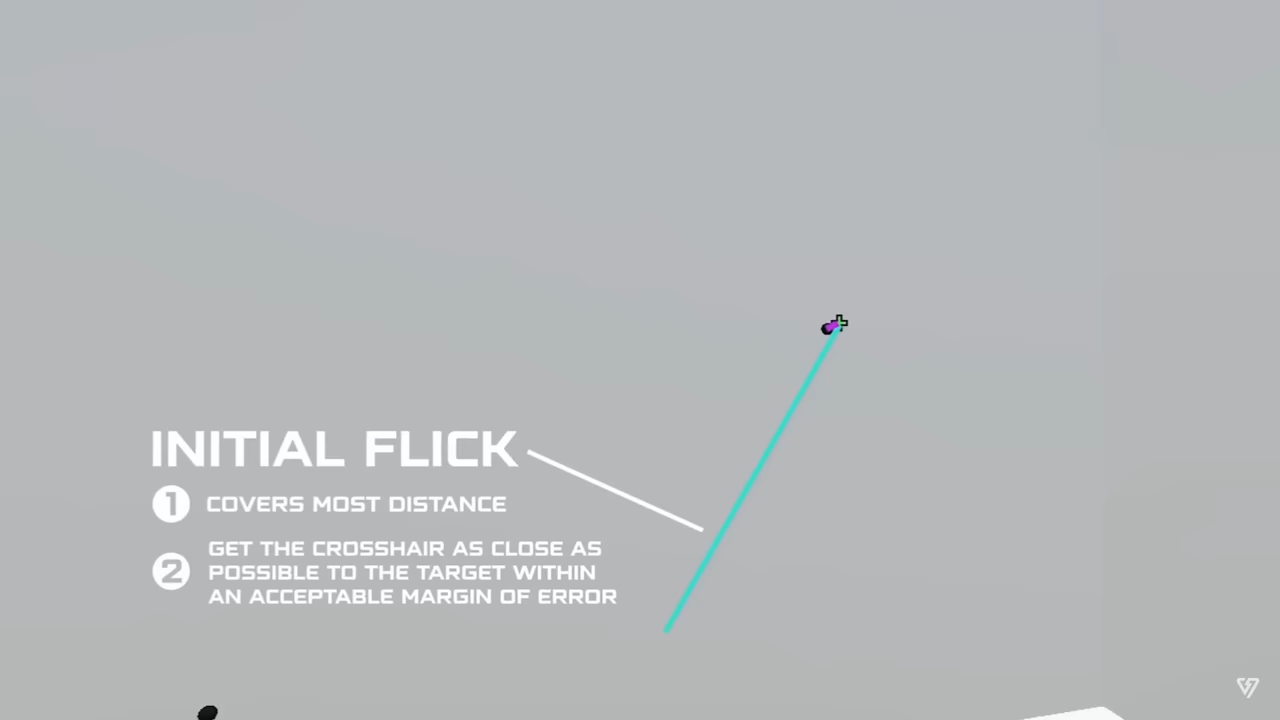 INITIAL FLICK
1 COVERS MOST DISTANCE
2 GET THE CROSSHAIR AS CLOSE AS
POSSIBLE TO THE TARGET WITHIN
AN ACCEPTABLE MARGIN OF ERROR